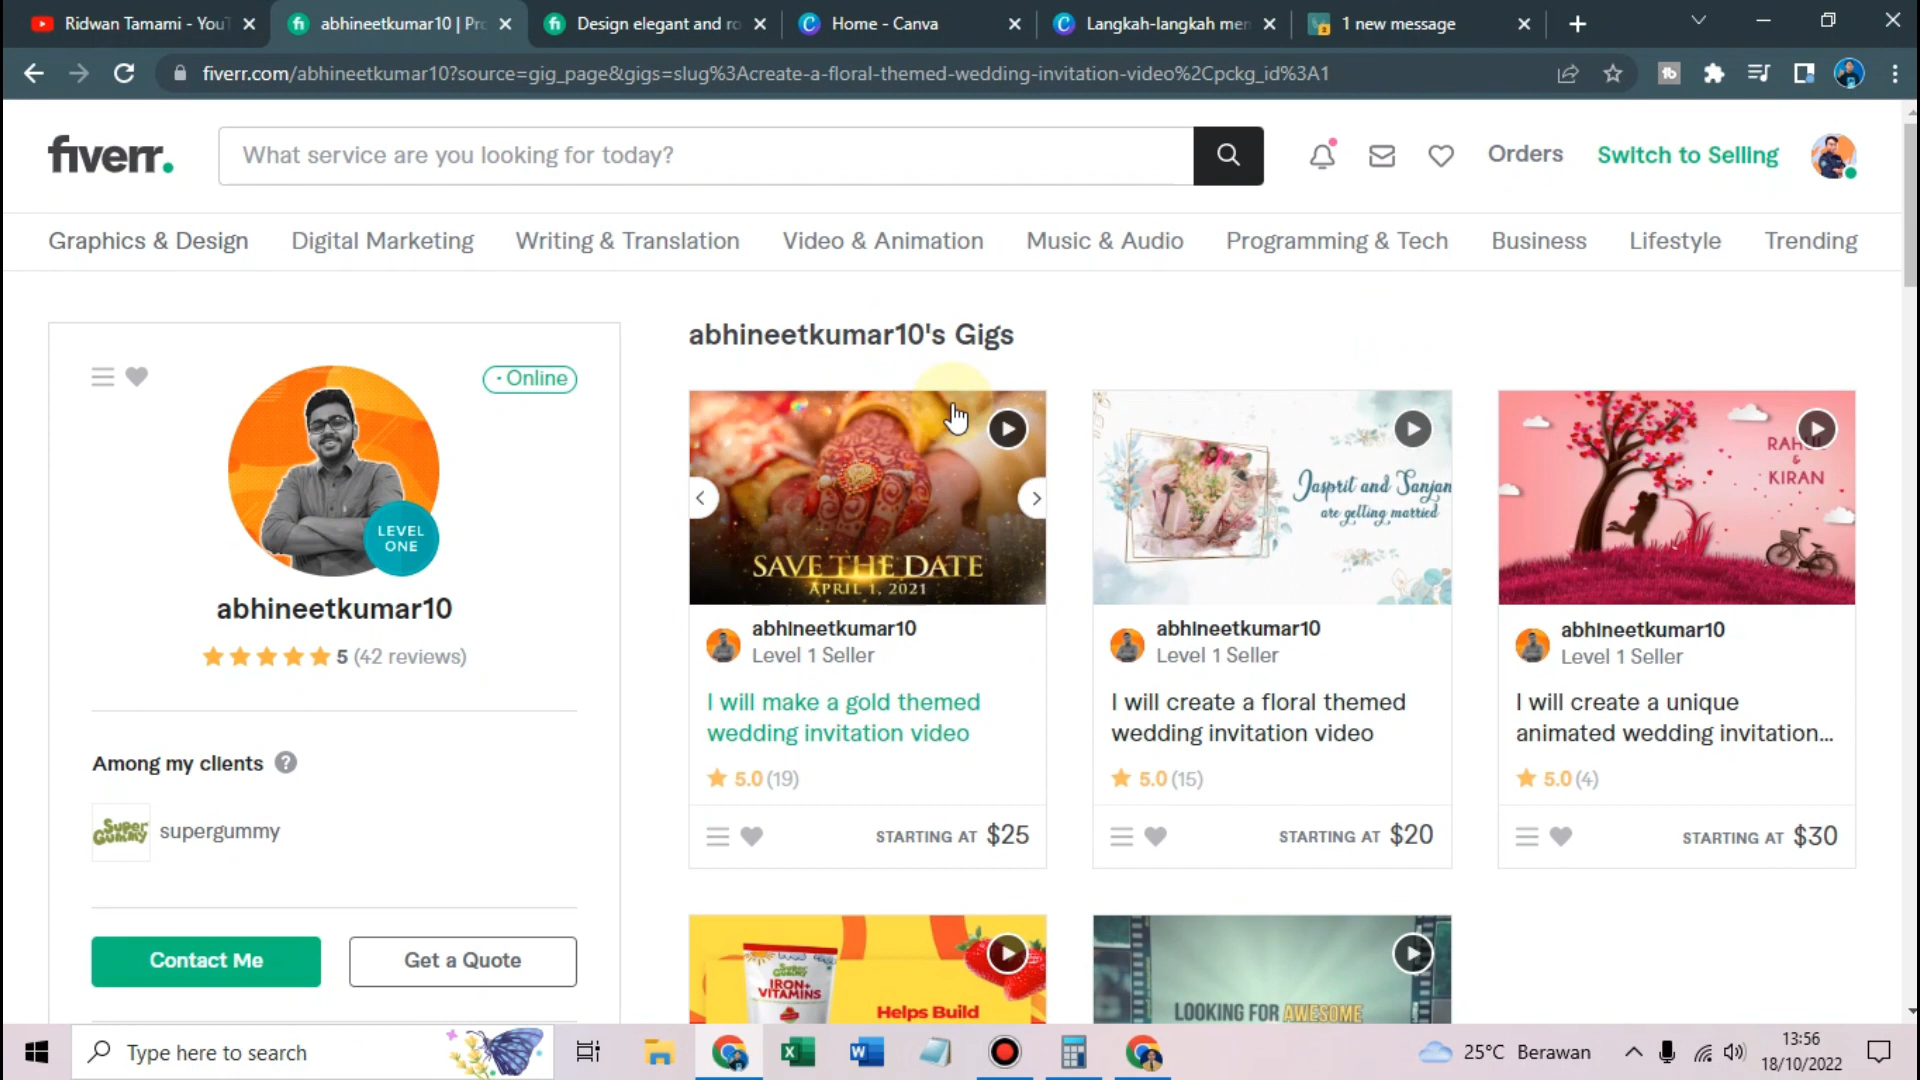 Ridwan Tamami - YouT
abhineetkumar10 | Pro
Design elegant and ro
Home - Canva
Langkah-langkah men
1 new message
fiverr.com/abhineetkumar10?source=gig_page&gigs=slug%3Acreate-a-floral-themed-wedding-invitation-video%2Cpckg_id%3A1
fiverr.
What service are you looking for today?
Orders
Switch to Selling
Graphics & Design
Digital Marketing
Writing & Translation
Video & Animation
Music & Audio
Programming & Tech
Business
Lifestyle
Trending
· Online
LEVEL
ONE
abhineetkumar10
5 (42 reviews)
Among my clients ?
SUPER
GUMMY
supergummy
Contact Me
Get a Quote
abhineetkumar10's Gigs
SAVE THE DATE
APRIL 1, 2021
abhineetkumar10
Level 1 Seller
I will make a gold themed
wedding invitation video
5.0 (19)
STARTING AT $25
Jasprit and Sanjan
are getting married
abhineetkumar10
Level 1 Seller
I will create a floral themed
wedding invitation video
5.0 (15)
STARTING AT $20
RAHUL
&
KIRAN
abhineetkumar10
Level 1 Seller
I will create a unique
animated wedding invitation...
5.0 (4)
STARTING AT $30
SUPER
GUMMY
IRON+
VITAMINS
Helps Build
LOOKING FOR AWESOME
Type here to search
25°C Berawan
13:56
18/10/2022